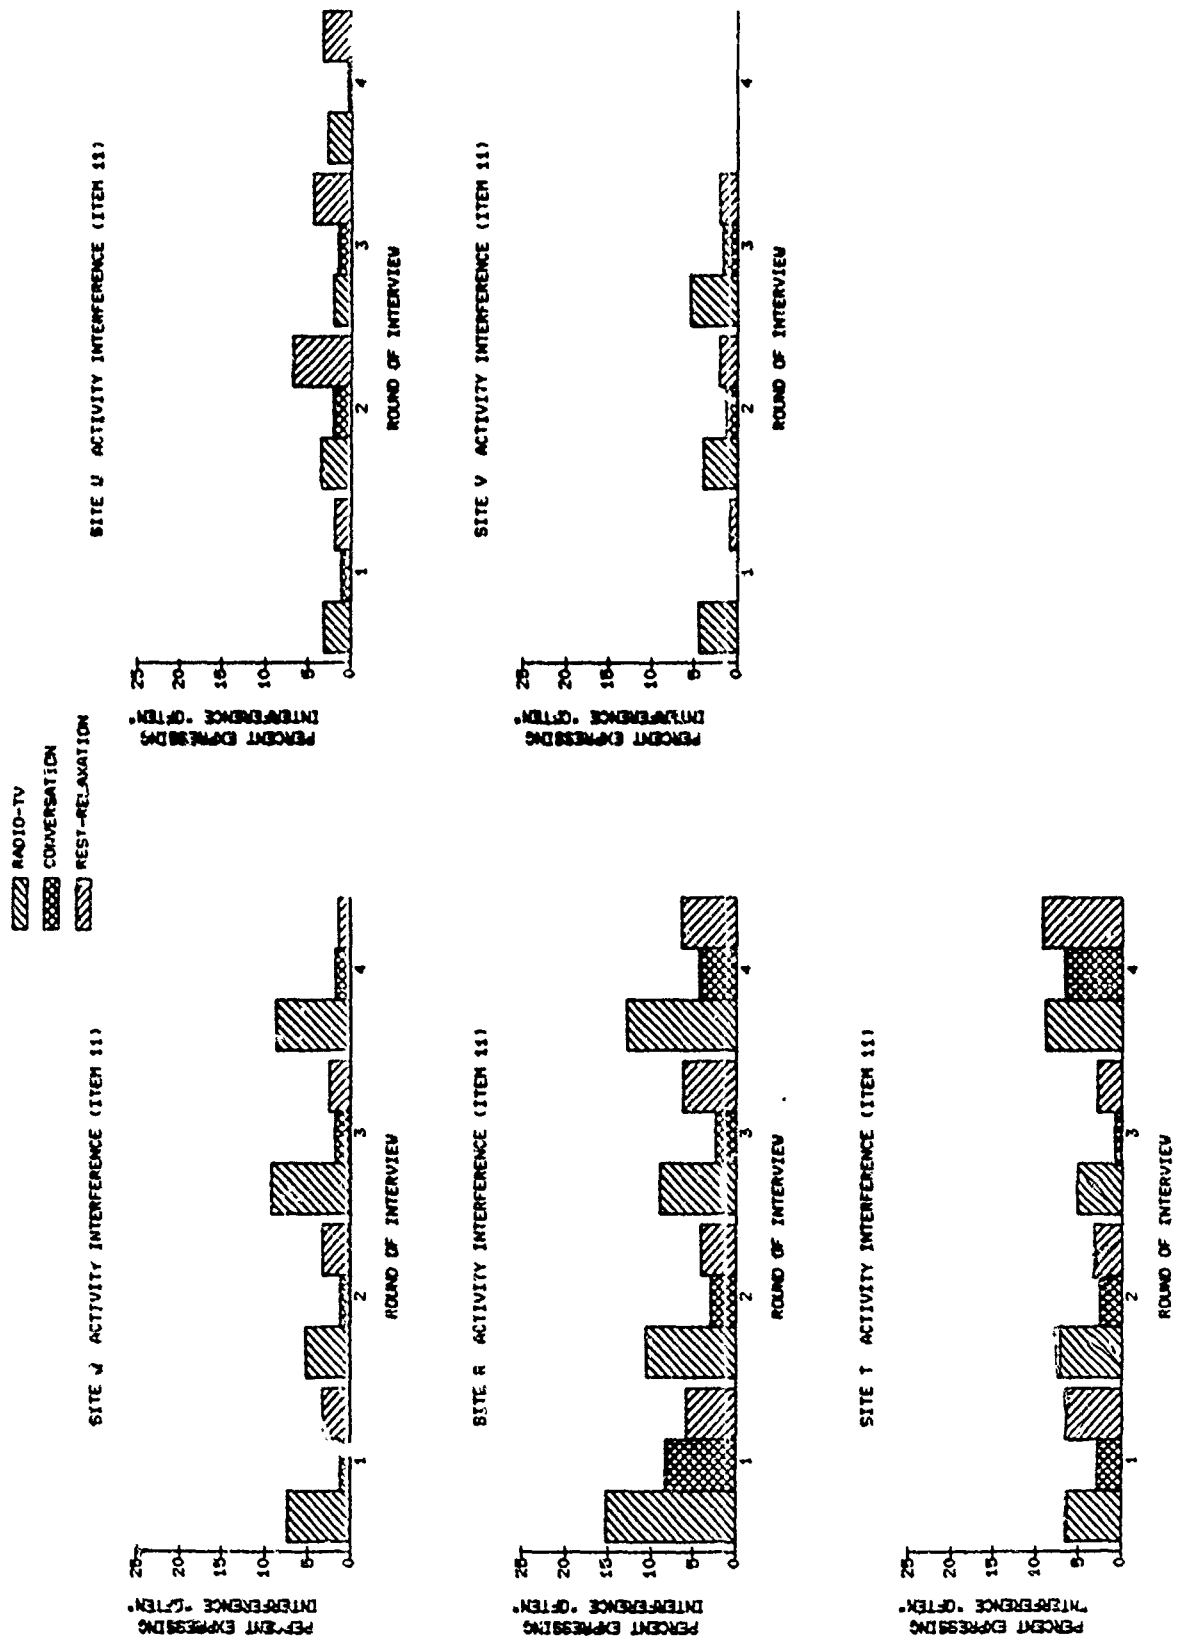 RADIO-TV
CONVERSATION
REST-RELAXATION
SITE ACTIVITY INTERFERENCE (ITEM 11)
PERCENT EXPRESSING
INTERFERENCE "OFTEN"
25
20
15
10
5
0
1
2
3
4
ROUND OF INTERVIEW
SITE U ACTIVITY INTERFERENCE (ITEM 11)
PERCENT EXPRESSING
INTERFERENCE "OFTEN"
25
20
15
10
5
0
1
2
3
4
ROUND OF INTERVIEW
SITE R ACTIVITY INTERFERENCE (ITEM 11)
PERCENT EXPRESSING
INTERFERENCE "OFTEN"
25
20
15
10
5
0
1
2
3
4
ROUND OF INTERVIEW
SITE V ACTIVITY INTERFERENCE (ITEM 11)
PERCENT EXPRESSING
INTERFERENCE "OFTEN"
25
20
15
10
5
0
1
2
3
4
ROUND OF INTERVIEW
SITE T ACTIVITY INTERFERENCE (ITEM 11)
PERCENT EXPRESSING
INTERFERENCE "OFTEN"
25
20
15
10
5
0
1
2
3
4
ROUND OF INTERVIEW